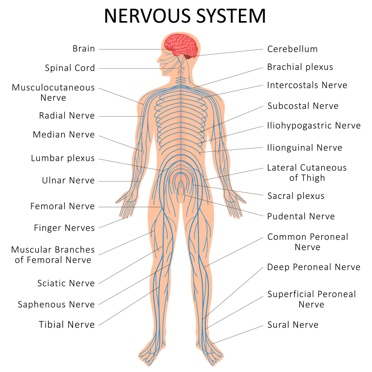 NERVOUS SYSTEM
Brain
Spinal Cord
Musculocutaneous
Nerve
Radial Nerve
Median Nerve
Lumbar plexus
Ulnar Nerve
Femoral Nerve
Finger Nerves
Muscular Branches
of Femoral Nerve
Sciatic Nerve
Saphenous Nerve
Tibial Nerve
Cerebellum
Brachial plexus
Intercostals Nerve
Subcostal Nerve
Iliohypogastric Nerve
Ilionguinal Nerve
Lateral Cutaneous
of Thigh
Sacral plexus
Pudental Nerve
Common Peroneal
Nerve
Deep Peroneal Nerve
Superficial Peroneal
Nerve
Sural Nerve